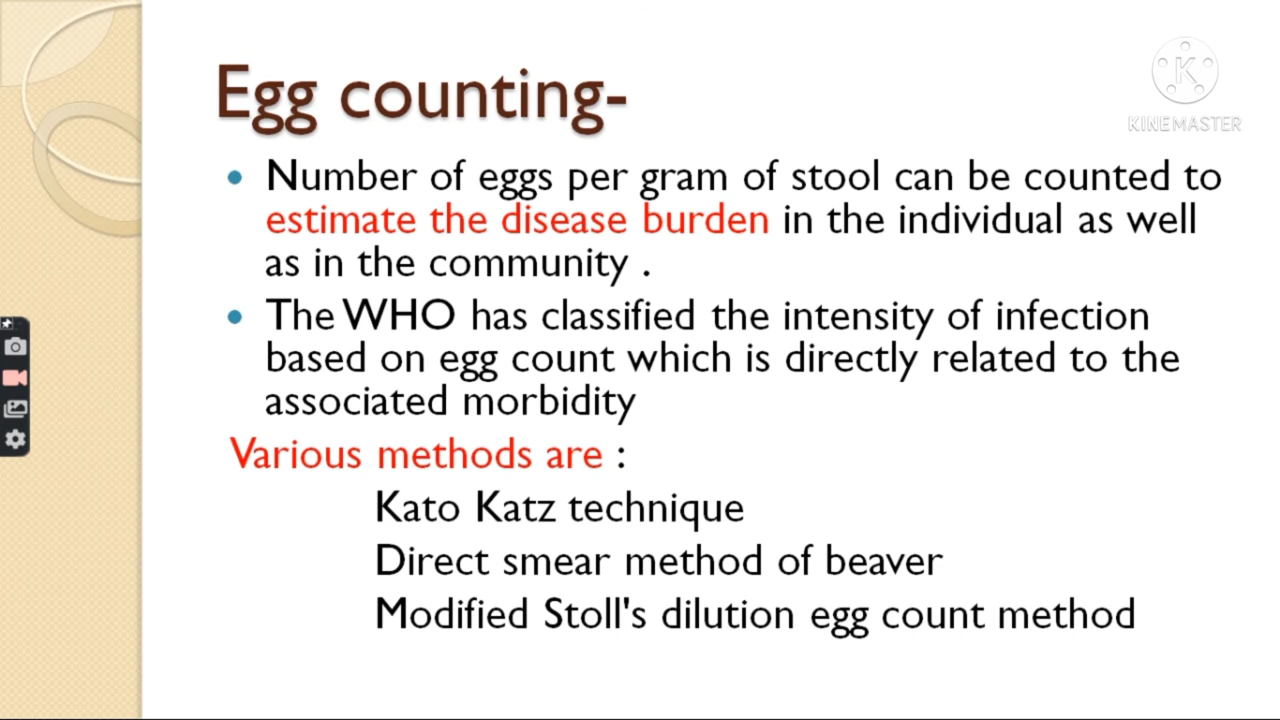 Egg counting-
K
KINEMASTER
Number of eggs per gram of stool can be counted to
estimate the disease burden in the individual as well
as in the community .
The WHO has classified the intensity of infection
based on egg count which is directly related to the
associated morbidity
Various methods are :
Kato Katz technique
Direct smear method of beaver
Modified Stoll's dilution egg count method